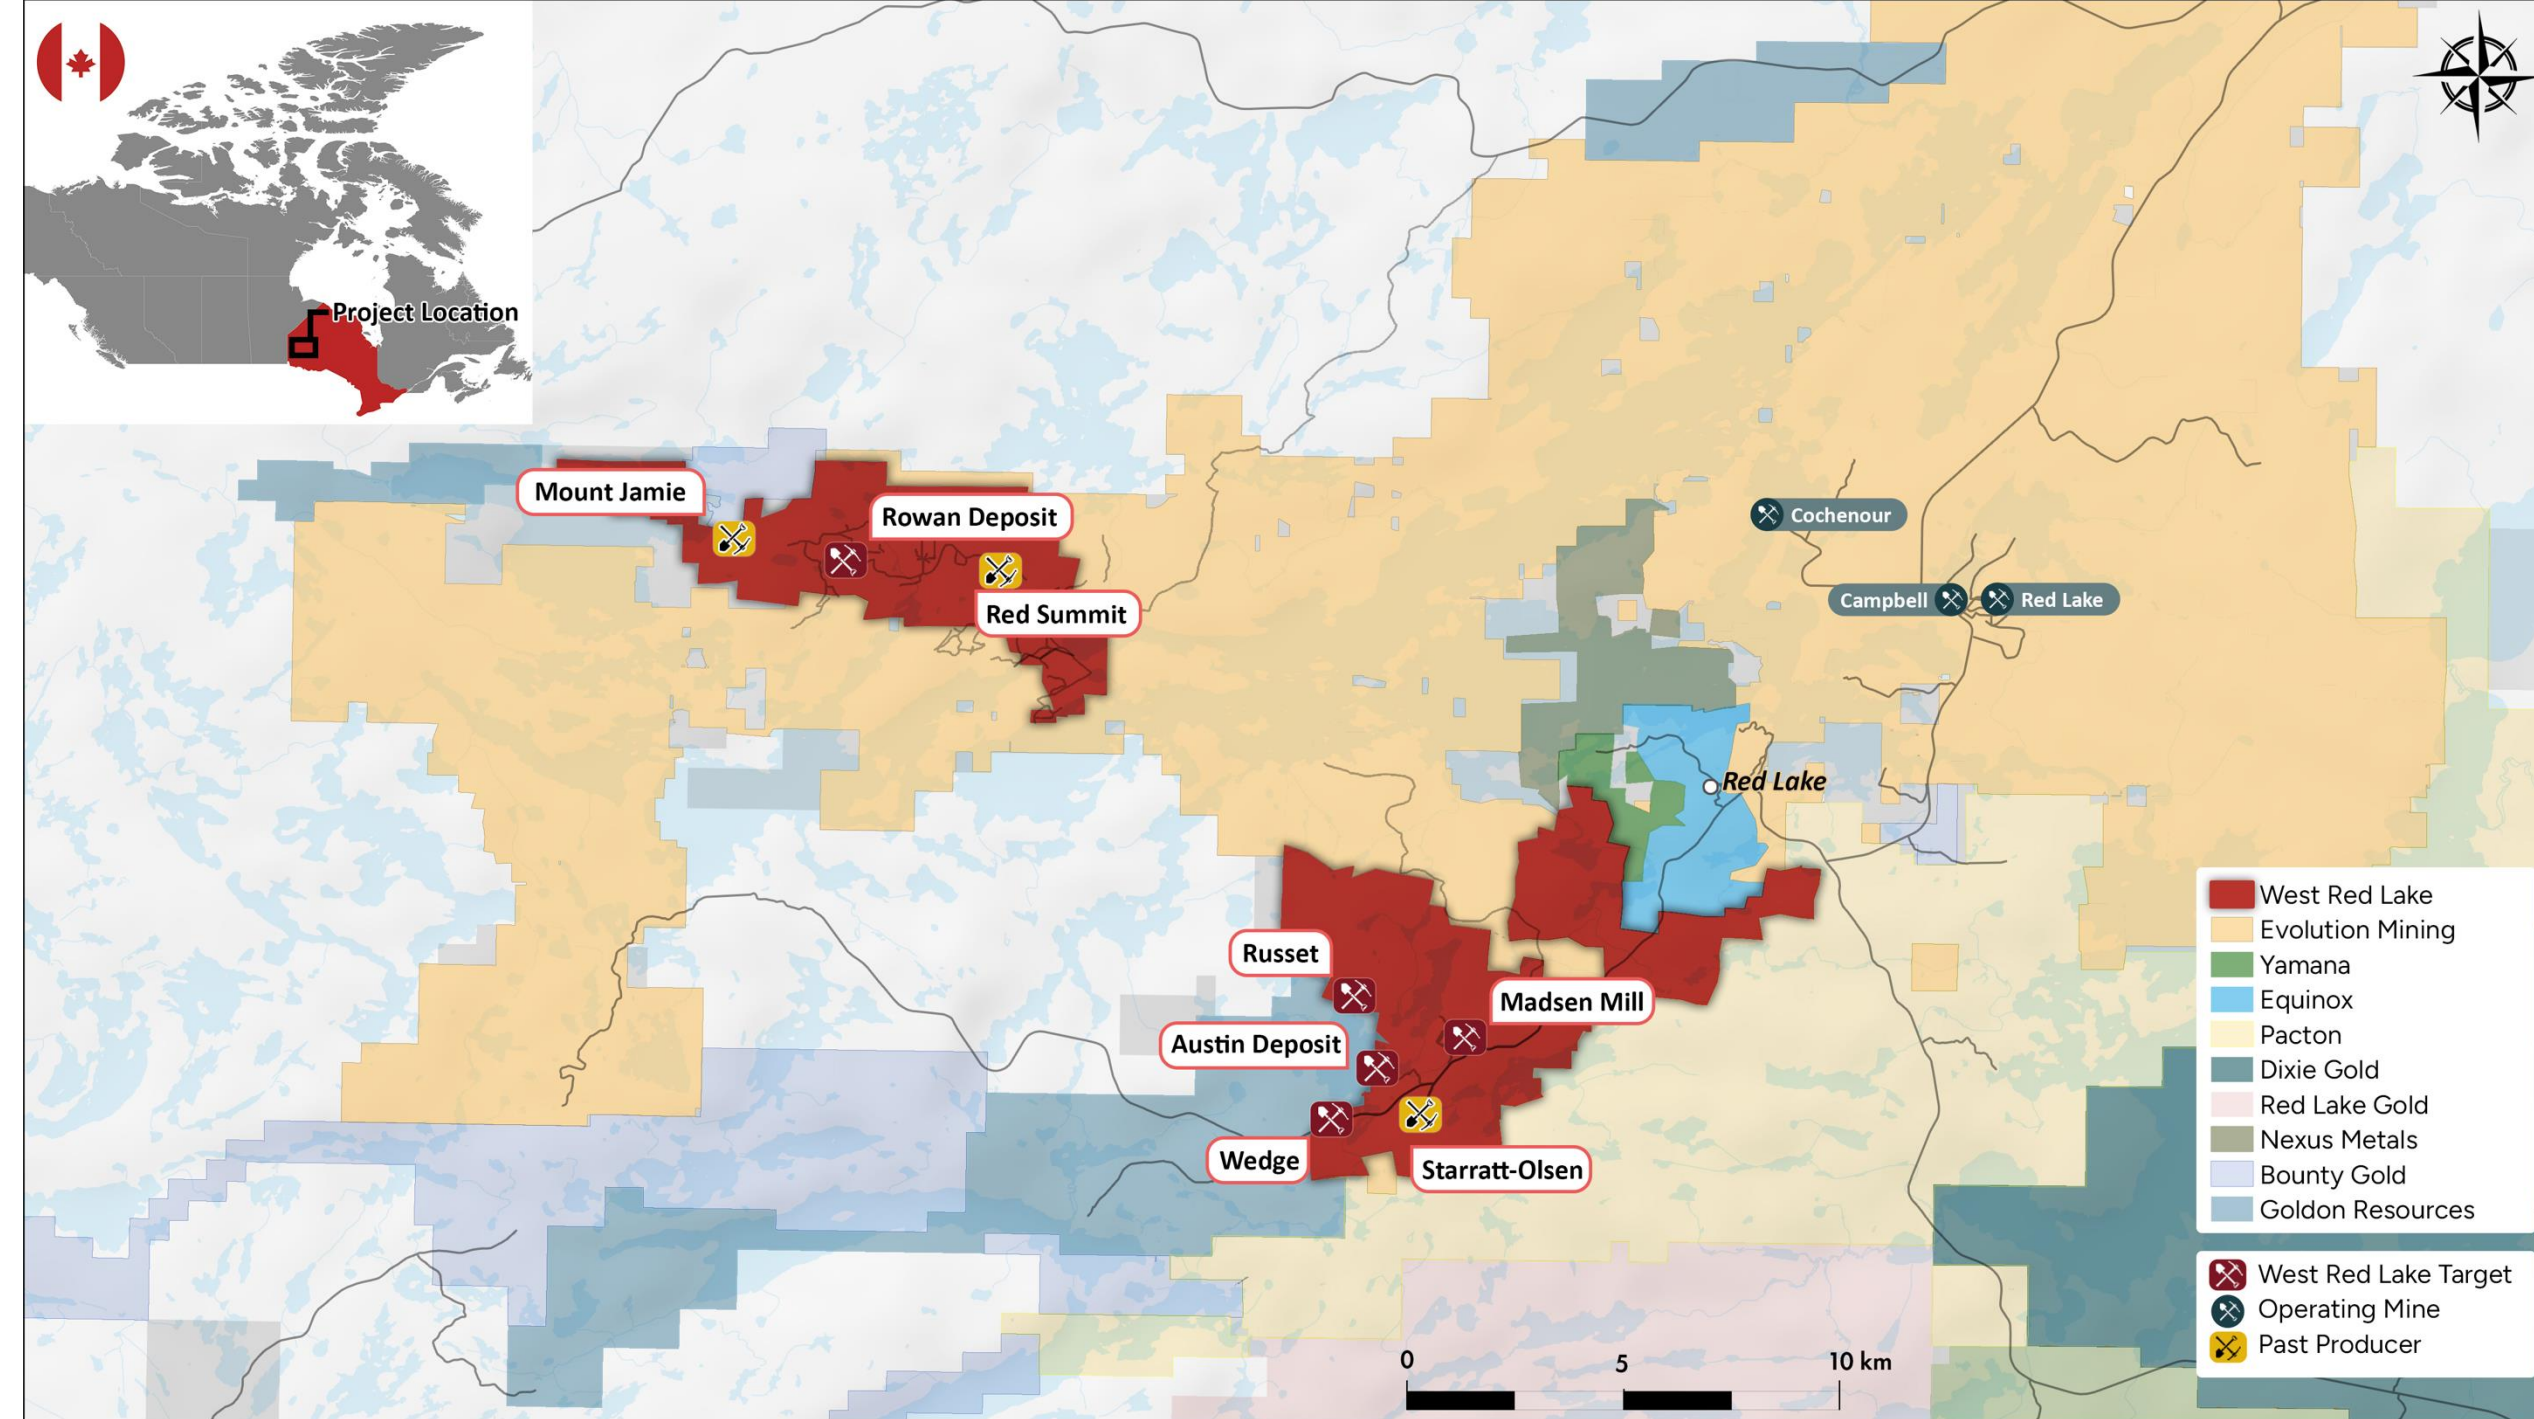 Project Location
Mount Jamie
Rowan Deposit
Red Summit
Cochenour
Campbell
Red Lake
Red Lake
Russet
Madsen Mill
Austin Deposit
Wedge
Starratt-Olsen
West Red Lake
Evolution Mining
Yamana
Equinox
Pacton
Dixie Gold
Red Lake Gold
Nexus Metals
Bounty Gold
Goldon Resources
West Red Lake Target
Operating Mine
Past Producer
0 5 10 km